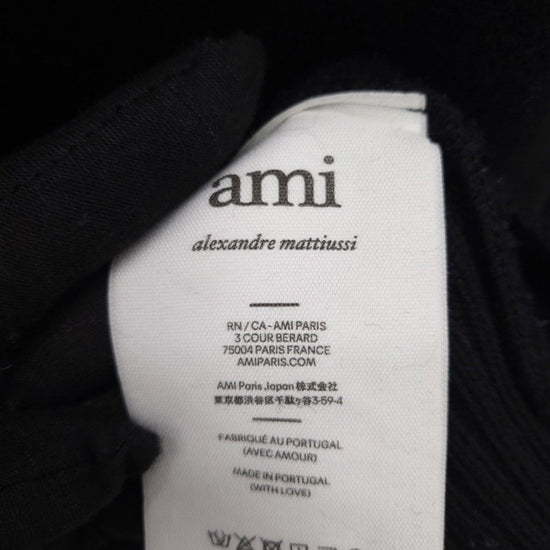 ami
alexandre mattiussi
RN / CA - AMI PARIS
3 COUR BERARD
75004 PARIS FRANCE
AMIPARIS.COM
AMI Paris Japan 株式会社
東京都渋谷区千駄ヶ谷3-59-4
FABRIQUÉ AU PORTUGAL
(AVEC AMOUR)
MADE IN PORTUGAL
(WITH LOVE)